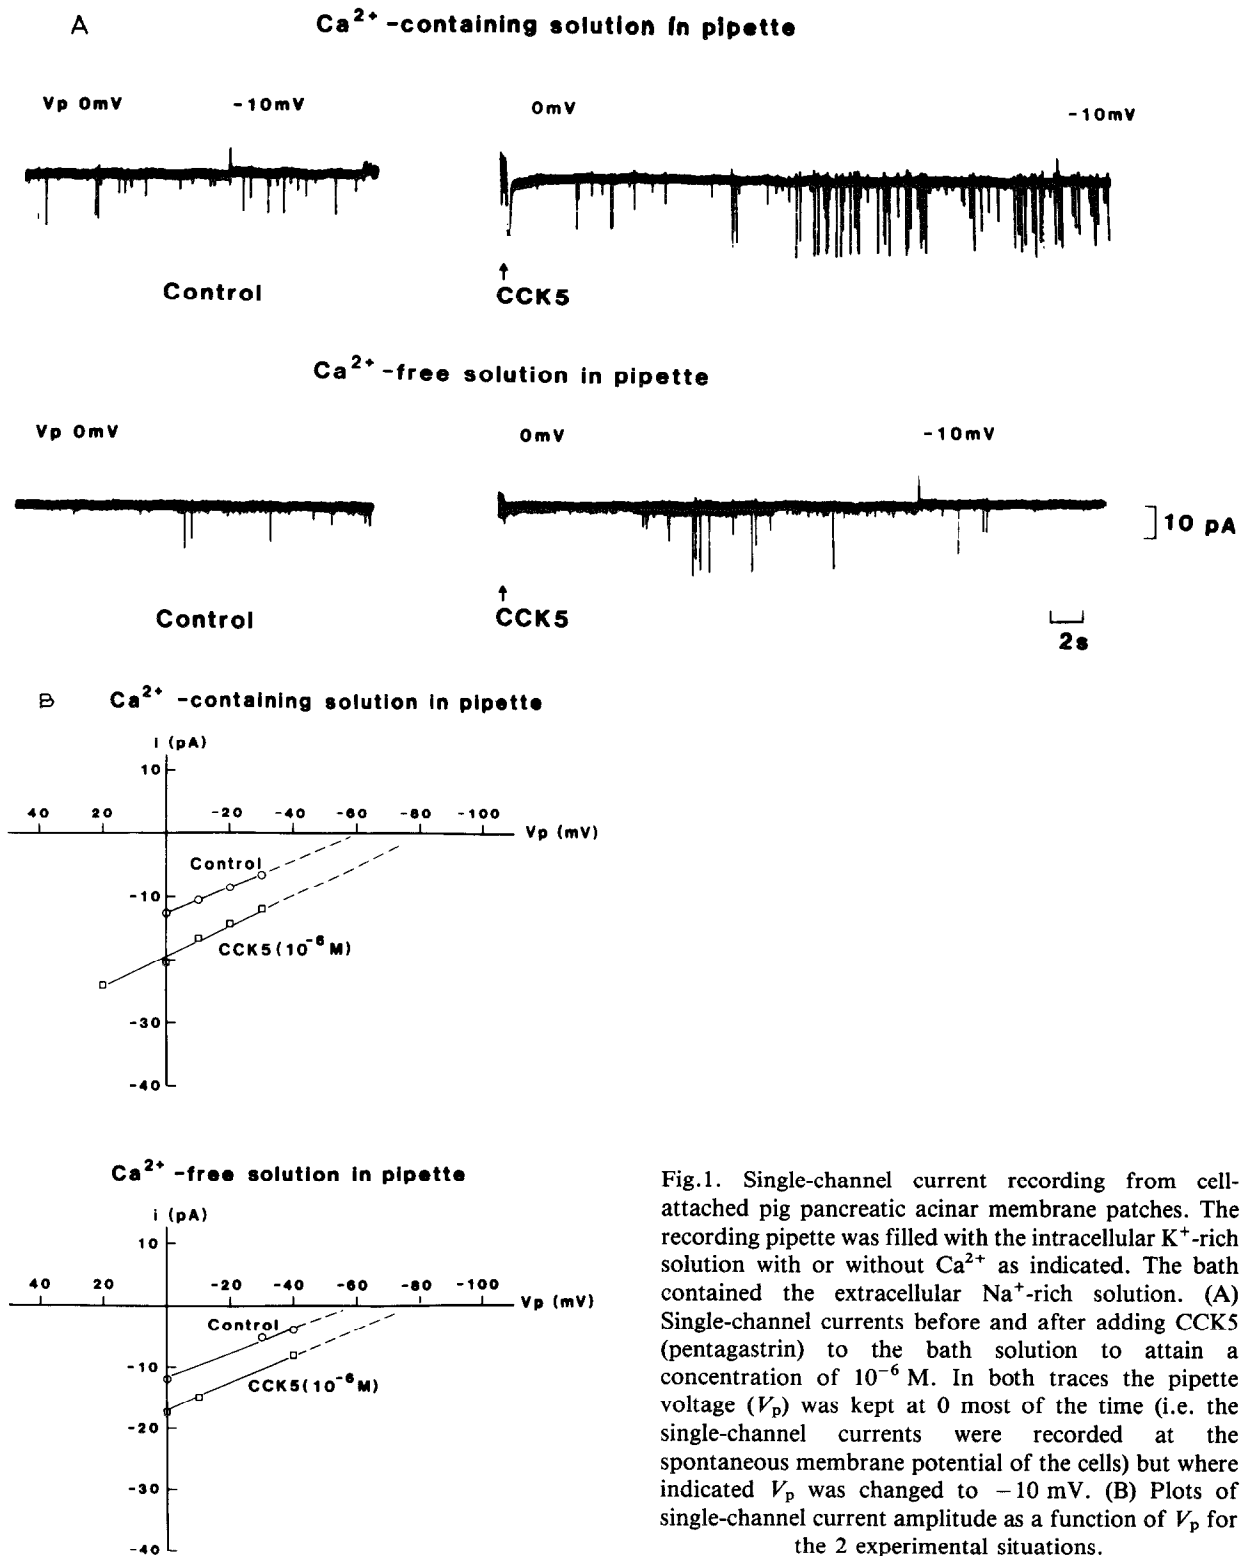 A
Ca²⁺ -containing solution in pipette
Vp 0mV -10mV 0mV -10mV
Control CCK5
Ca²⁺ -free solution in pipette
Vp 0mV 0mV -10mV
10 pA
Control CCK5
2s
B Ca²⁺ -containing solution in pipette
i (pA)
10
40 20 -20 -40 -60 -80 -100
Vp (mV)
Control
-10
CCK5(10⁻⁶M)
-30
-40
Ca²⁺ -free solution in pipette
i (pA)
10
40 20 -20 -40 -60 -80 -100
Vp (mV)
Control
-10
CCK5(10⁻⁶M)
-20
-30
-40
Fig.1. Single-channel current recording from cell-
attached pig pancreatic acinar membrane patches. The
recording pipette was filled with the intracellular K⁺-rich
solution with or without Ca²⁺ as indicated. The bath
contained the extracellular Na⁺-rich solution. (A)
Single-channel currents before and after adding CCK5
(pentagastrin) to the bath solution to attain a
concentration of 10⁻⁶ M. In both traces the pipette
voltage (Vp) was kept at 0 most of the time (i.e. the
single-channel currents were recorded at the
spontaneous membrane potential of the cells) but where
indicated Vp was changed to −10 mV. (B) Plots of
single-channel current amplitude as a function of Vp for
the 2 experimental situations.